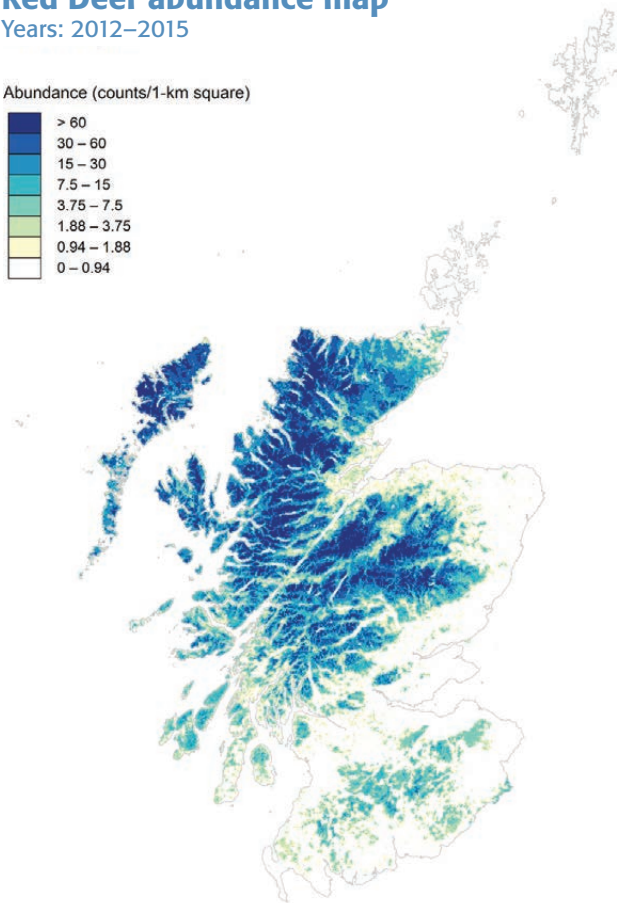 Red Deer abundance map
Years: 2012–2015
Abundance (counts/1-km square)
> 60
30 – 60
15 – 30
7.5 – 15
3.75 – 7.5
1.88 – 3.75
0.94 – 1.88
0 – 0.94